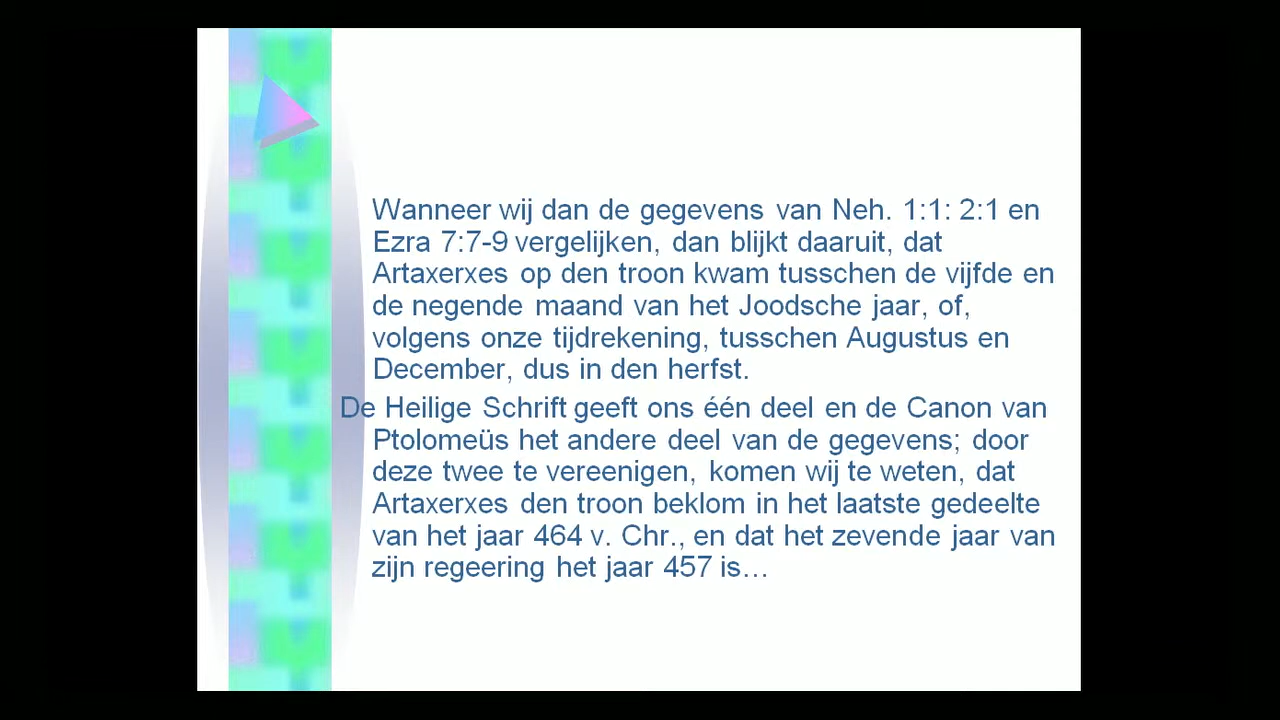 Wanneer wij dan de gegevens van Neh. 1:1: 2:1 en
Ezra 7:7-9 vergelijken, dan blijkt daaruit, dat
Artaxerxes op den troon kwam tusschen de vijfde en
de negende maand van het Joodsche jaar, of,
volgens onze tijdrekening, tusschen Augustus en
December, dus in den herfst.
De Heilige Schrift geeft ons één deel en de Canon van
Ptolomeüs het andere deel van de gegevens; door
deze twee te vereenigen, komen wij te weten, dat
Artaxerxes den troon beklom in het laatste gedeelte
van het jaar 464 v. Chr., en dat het zevende jaar van
zijn regeering het jaar 457 is…